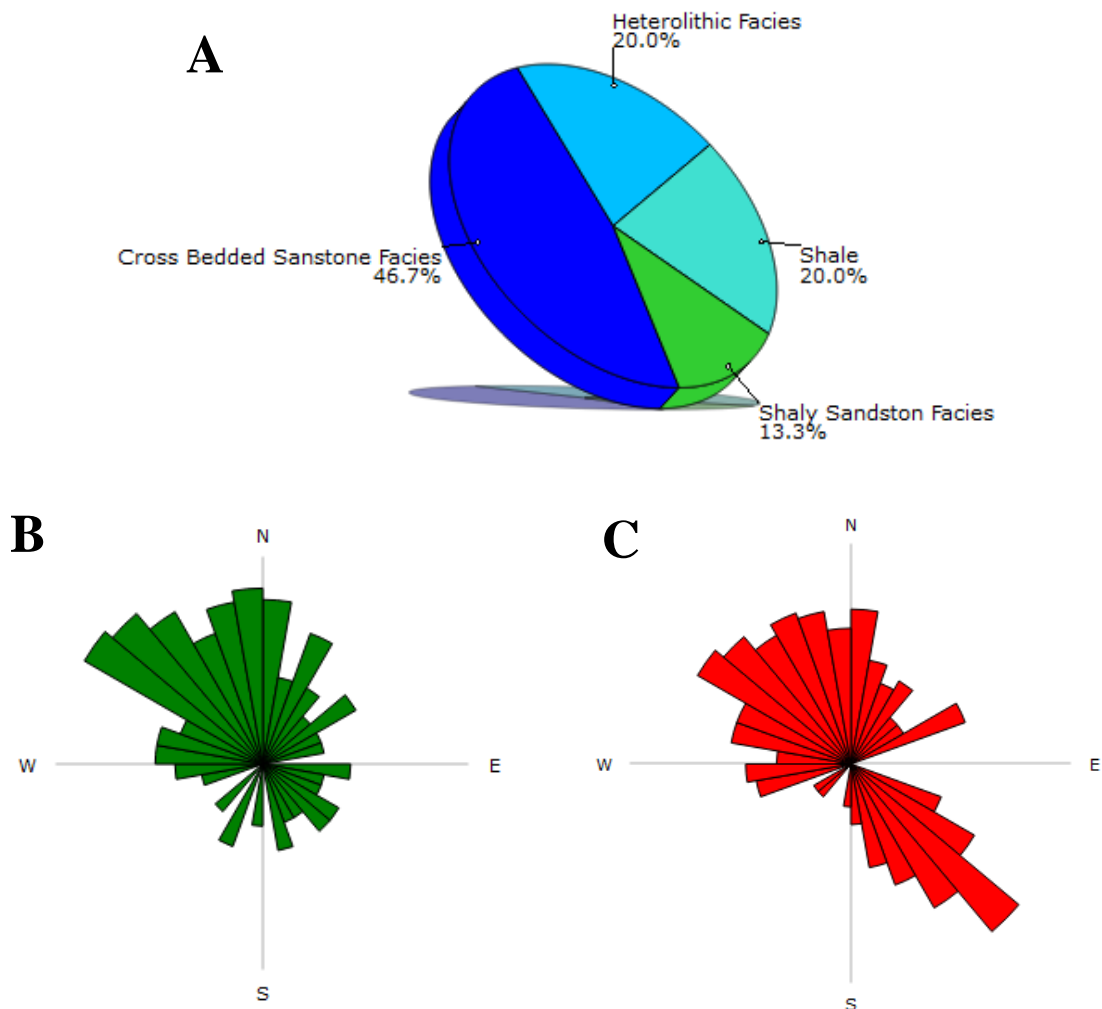 A
Heterolithic Facies
20.0%
Cross Bedded Sanstone Facies
46.7%
Shale
20.0%
Shaly Sandston Facies
13.3%
B
N
W
E
S
C
N
W
E
S